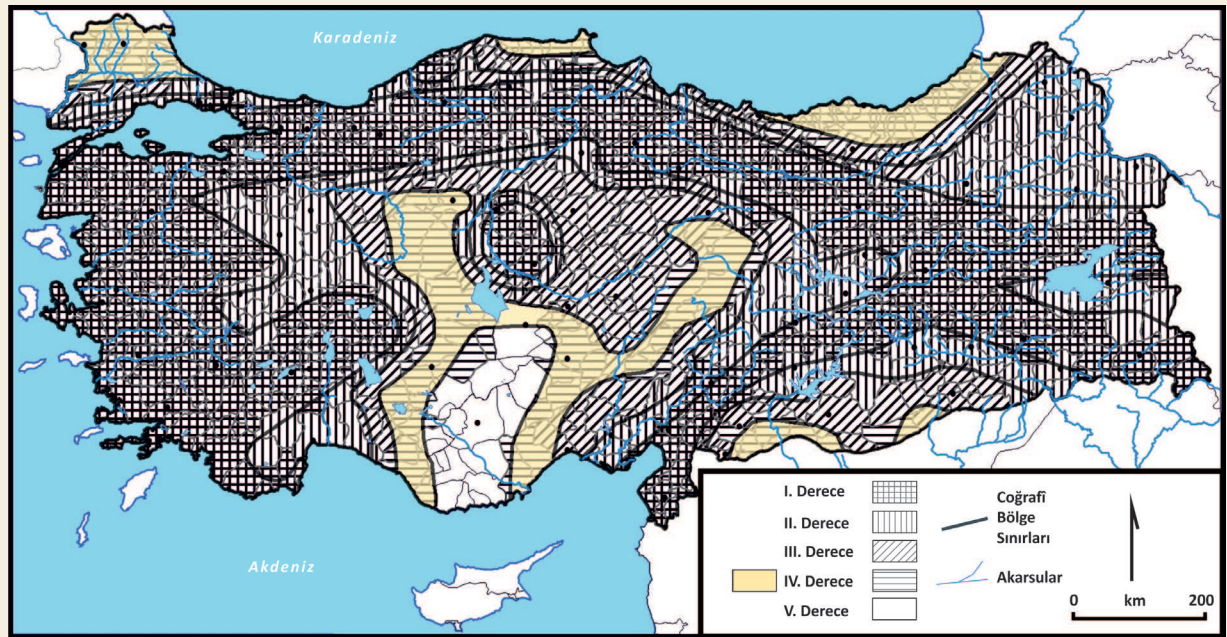 Karadeniz
Akdeniz
I. Derece
II. Derece
III. Derece
IV. Derece
V. Derece
Coğrafî
Bölge
Sınırları
Akarsular
0 km 200